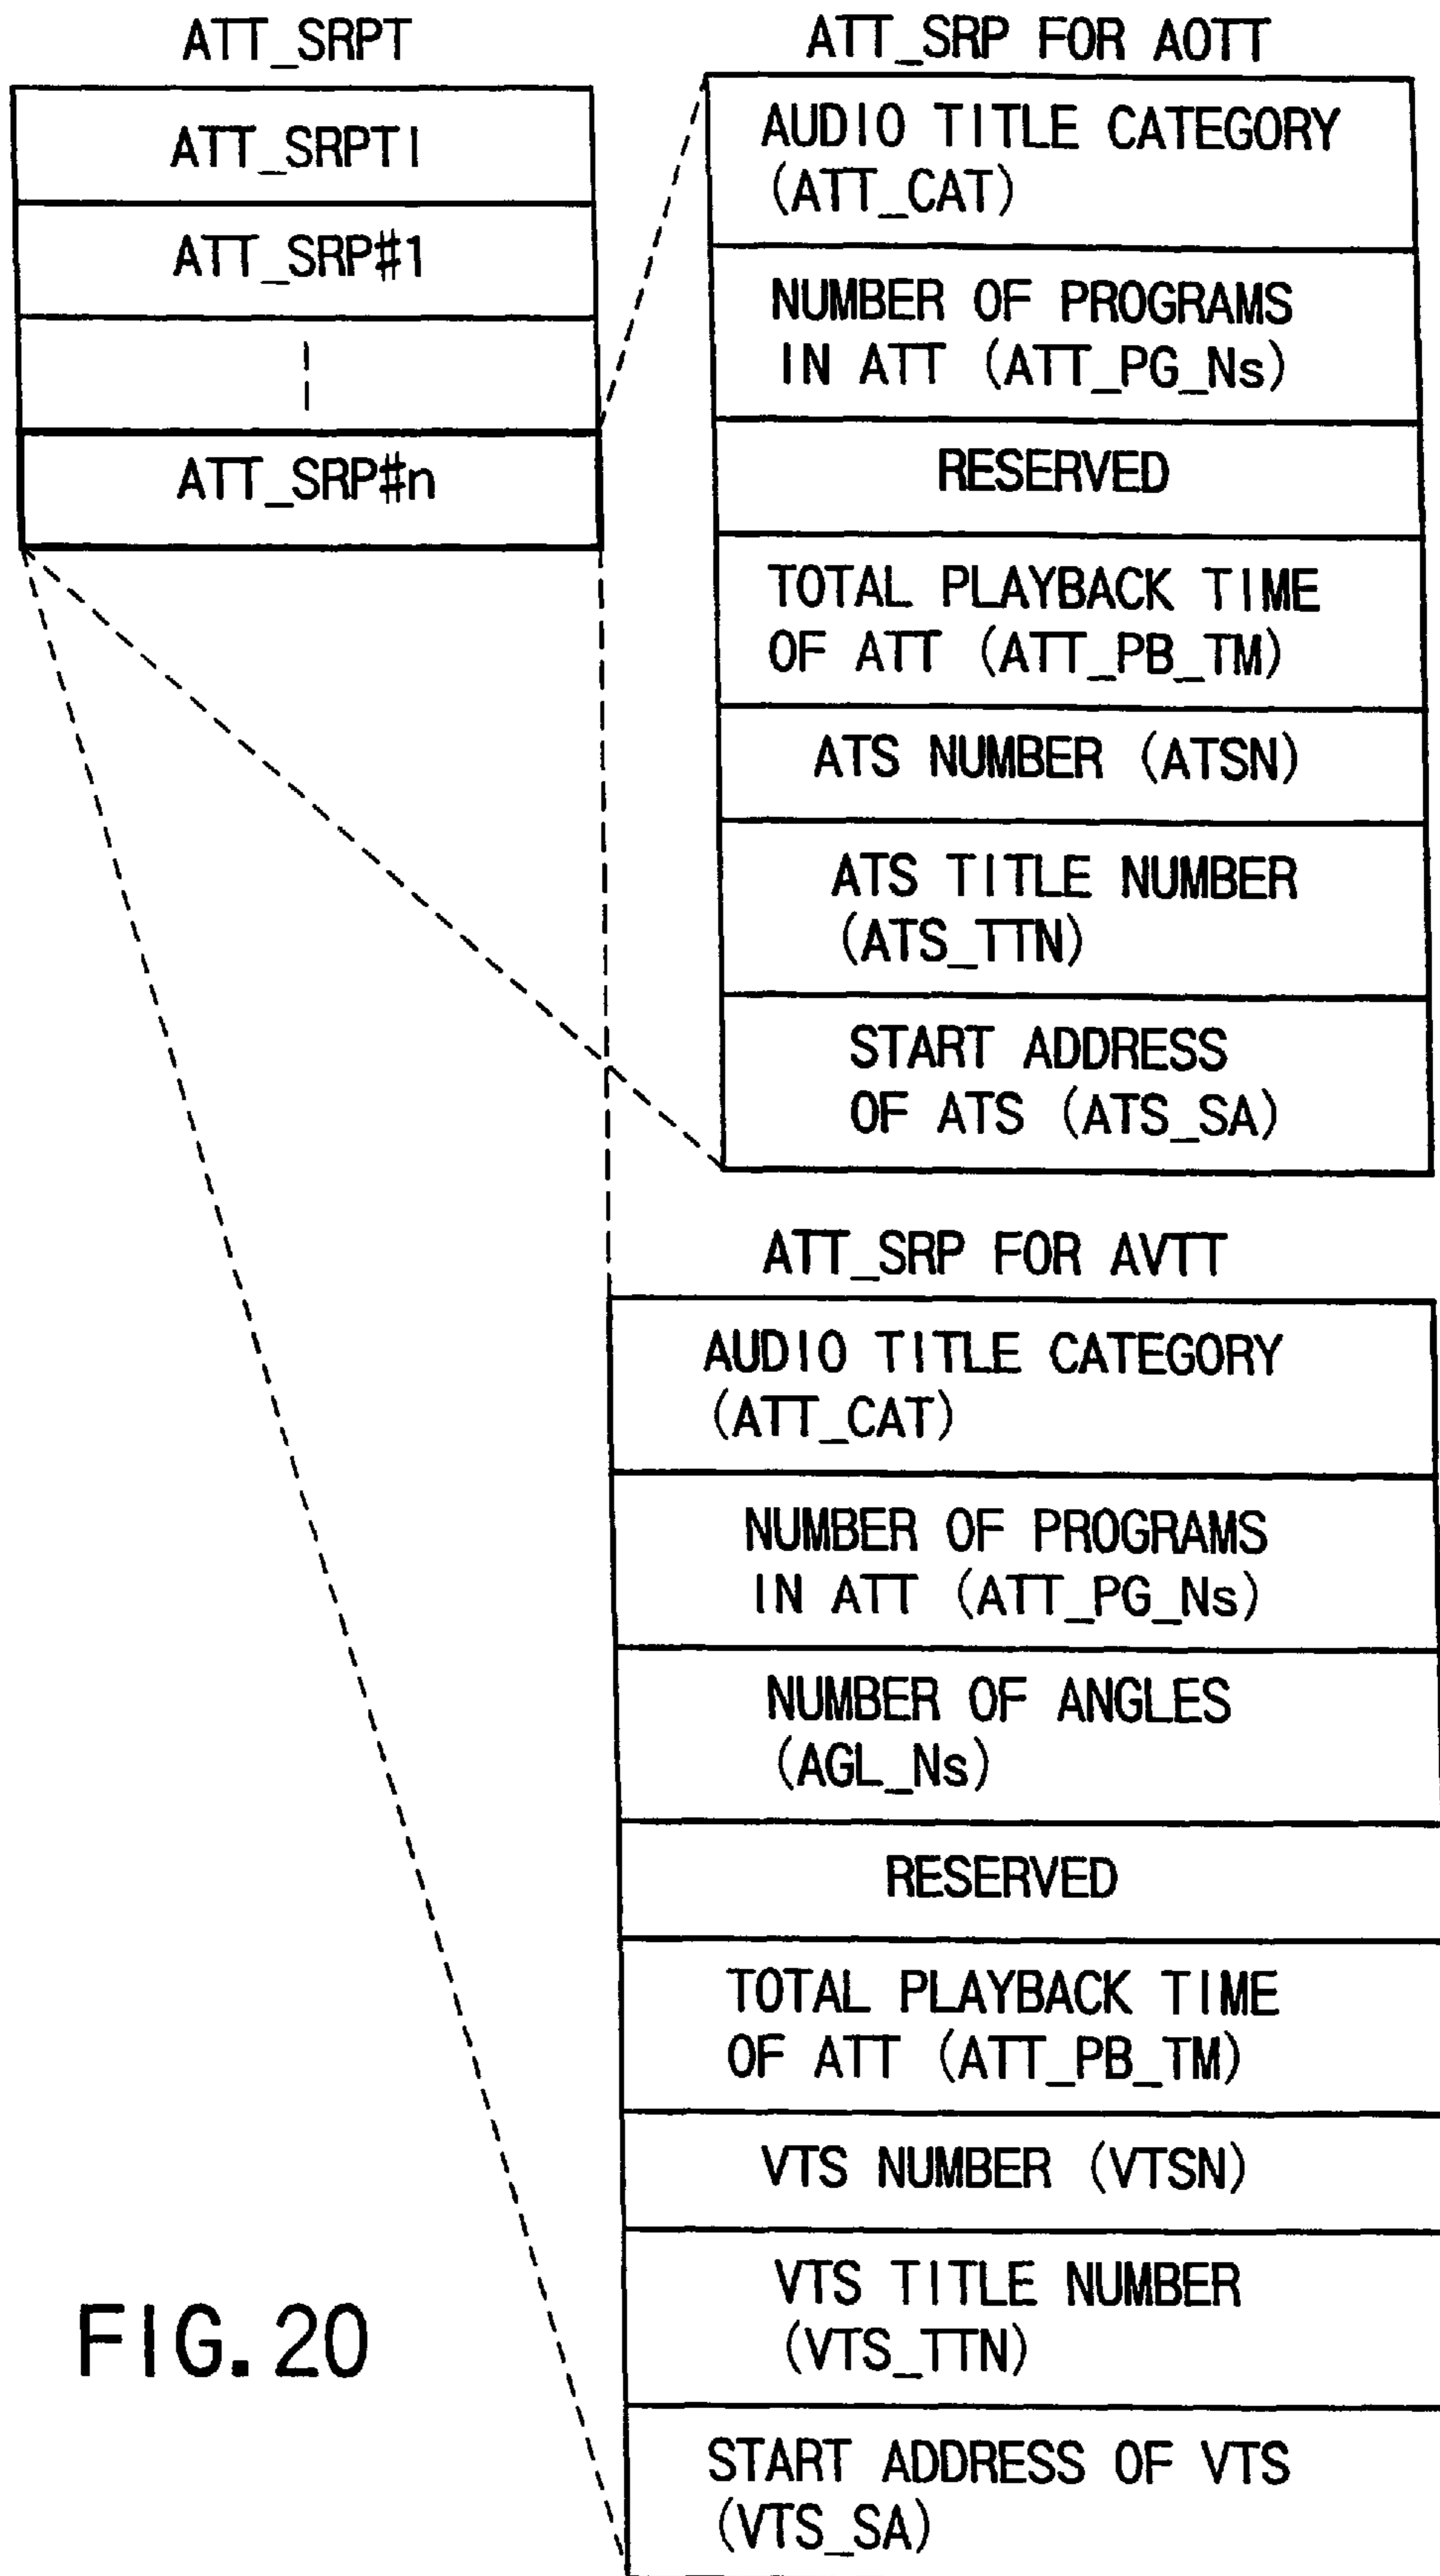 ATT_SRPT
ATT_SRPTI
ATT_SRP#1
ATT_SRP#n
ATT_SRP FOR AOTT
AUDIO TITLE CATEGORY
(ATT_CAT)
NUMBER OF PROGRAMS
IN ATT (ATT_PG_Ns)
RESERVED
TOTAL PLAYBACK TIME
OF ATT (ATT_PB_TM)
ATS NUMBER (ATSN)
ATS TITLE NUMBER
(ATS_TTN)
START ADDRESS
OF ATS (ATS_SA)
ATT_SRP FOR AVTT
AUDIO TITLE CATEGORY
(ATT_CAT)
NUMBER OF PROGRAMS
IN ATT (ATT_PG_Ns)
NUMBER OF ANGLES
(AGL_Ns)
RESERVED
TOTAL PLAYBACK TIME
OF ATT (ATT_PB_TM)
VTS NUMBER (VTSN)
VTS TITLE NUMBER
(VTS_TTN)
START ADDRESS OF VTS
(VTS_SA)
FIG. 20